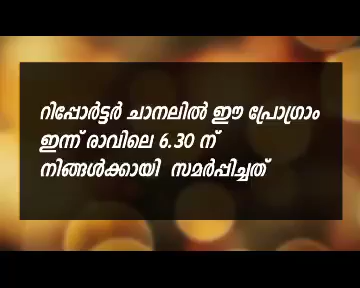 റിപ്പോർട്ടർ ചാനലിൽ ഈ പ്രോഗ്രാം
ഇന്ന് രാവിലെ 6.30 ന്
നിങ്ങൾക്കായി സമർപ്പിച്ചത്